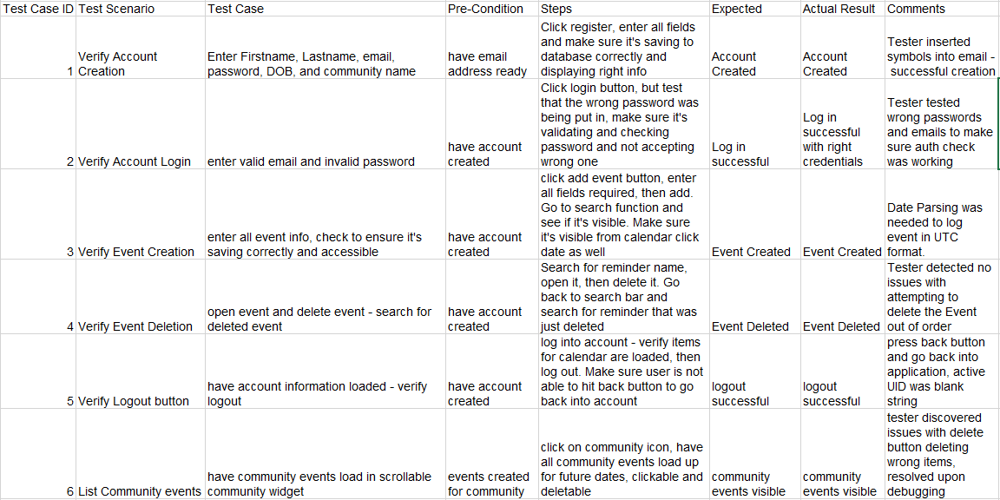 Test Case ID Test Scenario Test Case Pre-Condition Steps Expected Actual Result Comments
1 Verify Account Creation Enter Firstname, Lastname, email, password, DOB, and community name have email address ready Click register, enter all fields and make sure it's saving to database correctly and displaying right info Account Created Account Created Tester inserted symbols into email - successful creation
2 Verify Account Login enter valid email and invalid password have account created Click login button, but test that the wrong password was being put in, make sure it's validating and checking password and not accepting wrong one Log in successful Log in successful with right credentials Tester tested wrong passwords and emails to make sure auth check was working
3 Verify Event Creation enter all event info, check to ensure it's saving correctly and accessible have account created click add event button, enter all fields required, then add. Go to search function and see if it's visible. Make sure it's visible from calendar click date as well Event Created Event Created Date Parsing was needed to log event in UTC format.
4 Verify Event Deletion open event and delete event - search for deleted event have account created Search for reminder name, open it, then delete it. Go back to search bar and search for reminder that was just deleted Event Deleted Event Deleted Tester detected no issues with attempting to delete the Event out of order
5 Verify Logout button have account information loaded - verify logout have account created log into account - verify items for calendar are loaded, then log out. Make sure user is not able to hit back button to go back into account logout successful logout successful press back button and go back into application, active UID was blank string
6 List Community events have community events load in scrollable community widget events created for community click on community icon, have all community events load up for future dates, clickable and deletable community events visible community events visible tester discovered issues with delete button deleting wrong items, resolved upon debugging